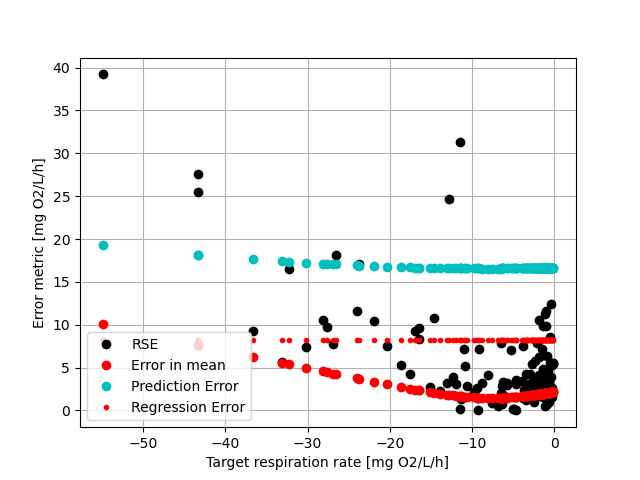 Error metric [mg O2/L/h]
40
35
30
25
20
15
10
5
0
RSE
Error in mean
Prediction Error
Regression Error
−50 −40 −30 −20 −10 0
Target respiration rate [mg O2/L/h]